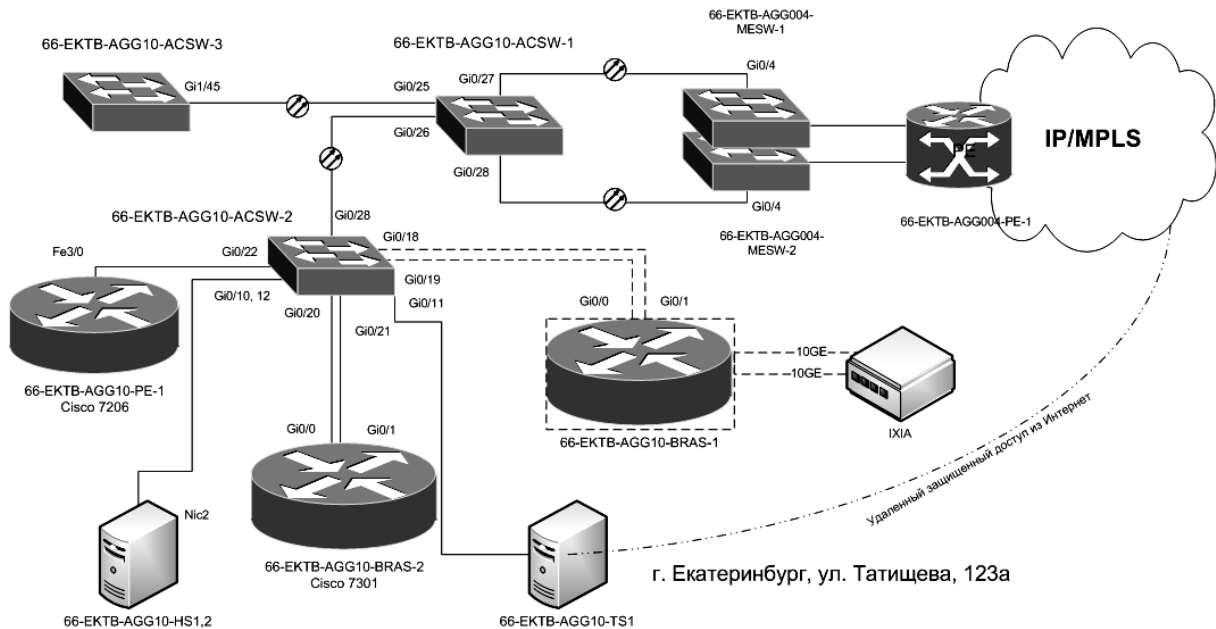 66-EKTB-AGG004-
MESW-1
66-EKTB-AGG10-ACSW-3
66-EKTB-AGG10-ACSW-1
Gi0/4
Gi0/27
Gi1/45
Gi0/25
Gi0/26
IP/MPLS
PE
Gi0/28
Gi0/4
66-EKTB-AGG004-PE-1
66-EKTB-AGG10-ACSW-2
Gi0/28
66-EKTB-AGG004-
MESW-2
Gi0/18
Fe3/0
Gi0/22
Gi0/19
Gi0/10, 12
Gi0/11
Gi0/20
Gi0/21
Gi0/0
Gi0/1
10GE
10GE
66-EKTB-AGG10-PE-1
Cisco 7206
IXIA
66-EKTB-AGG10-BRAS-1
Gi0/0
Gi0/1
Удаленный защищенный доступ из Интернет
Nic2
66-EKTB-AGG10-BRAS-2
Cisco 7301
г. Екатеринбург, ул. Татищева, 123а
66-EKTB-AGG10-HS1,2
66-EKTB-AGG10-TS1